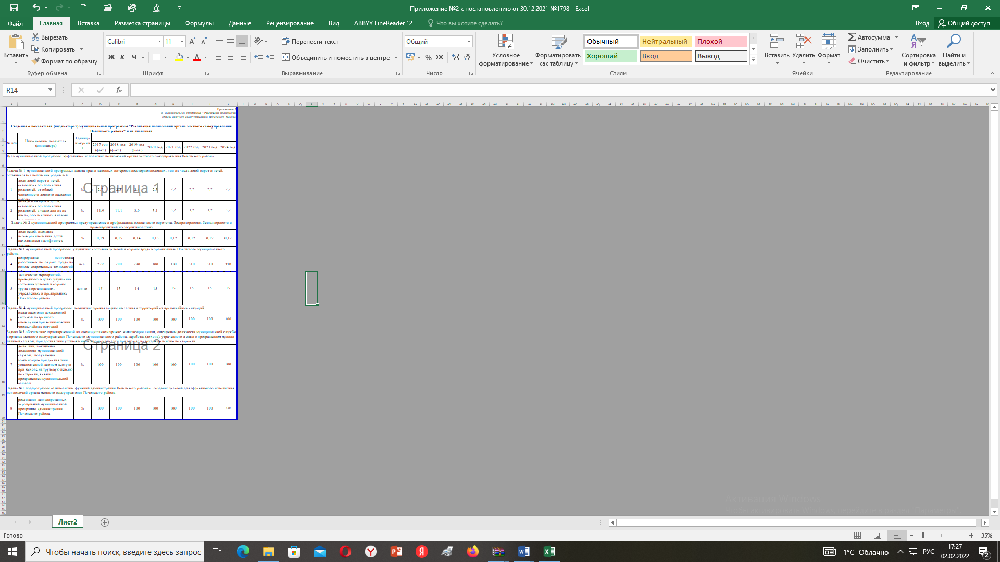 Приложение №2 к постановлению от 30.12.2021 №1798 - Excel
Файл Главная Вставка Разметка страницы Формулы Данные Рецензирование Вид ABBYY FineReader 12 Что вы хотите сделать? Вход Общий доступ
Вставить
Вырезать
Копировать
Формат по образцу
Буфер обмена
Calibri 11
Ж К Ч
Шрифт
Перенести текст
Объединить и поместить в центре
Выравнивание
Общий
% 000
Число
Условное форматирование
Форматировать как таблицу
Обычный Нейтральный Плохой
Хороший Ввод Вывод
Стили
Вставить Удалить Формат
Ячейки
Автосумма
Заполнить
Очистить
Сортировка и фильтр
Найти и выделить
Редактирование
R14
Приложение 2
к муниципальной программе "Реализация полномочий
органа местного самоуправления Почепского района»
Сведения о показателях (индикаторах) муниципальной программы "Реализация полномочий органа местного самоуправления
Почепского района" и их значениях
№ п/п
Наименование показателя
(индикатора)
Единица
измерени
я
2017 год 2018 год 2019 год 2020 год 2021 год 2022 год 2023 год 2024 год
(факт.) (факт.) (факт.)
Цель муниципальной программы: эффективное исполнение полномочий органа местного самоуправления Почепского района
Задача № 1 муниципальной программы: защита прав и законных интересов несовершеннолетних, лиц из числа детей-сирот и детей,
оставшихся без попечения родителей
1
доля детей-сирот и детей,
оставшихся без попечения
родителей, от общей
численности детского населения
района
% 2,2 2,2 2,2 2,2
Страница 1
2
доля детей-сирот и детей,
оставшихся без попечения
родителей, а также лиц из их
числа, обеспеченных жилыми
% 11,9 11,1 3,0 3,1 3,2 3,2 3,2 3,2
Задача № 2 муниципальной программы: предупреждение и профилактика социального сиротства, беспризорности, безнадзорности и
правонарушений несовершеннолетних
3
доля семей, имеющих
несовершеннолетних детей
находящихся в конфликте с
законом
% 0,19 0,15 0,14 0,13 0,12 0,12 0,12 0,12
Задача №3 муниципальной программы: улучшение состояния условий и охраны труда в организациях Почепского муниципального
района
4
непрерывная подготовка
работников по охране труда на
основе современных технологий
чел. 279 280 290 300 310 310 310 310
5
количество мероприятий,
проводимых в целях улучшения
состояния условий и охраны
труда в организациях,
учреждениях и предприятиях
Почепского района
кол-во 15 13 14 15 15 15 15 15
Задача № 4 муниципальной программы: повышение уровня защиты населения и территорий от чрезвычайных ситуаций
6
охват населения комплексной
системой экстренного
оповещения при возникновении
чрезвычайных ситуаций
% 100 100 100 100 100 100 100 100
Задача №5 обеспечение гарантированной на законодательном уровне компенсации лицам, замещавшим должности муниципальной службы
в органах местного самоуправления Почепского муниципального района, заработка (дохода), утраченного в связи с прекращением муници-
пальной службы, при достижении установленной законом выслуги при выходе на трудовую пенсию по старо-сти
Страница 2
7
доля лиц, замещавших
должности муниципальной
службы, получающих
компенсацию при достижении
установленной законом выслуги
при выходе на трудовую пенсию
по старости, в связи с
прекращением муниципальной
службы
% 100 100 100 100 100 100 100 100
Задача №1 подпрограммы «Выполнение функций администрации Почепского района» : создание условий для эффективного исполнения
полномочий органа местного самоуправления Почепского района
8
реализация запланированных
мероприятий муниципальной
программы администрации
Почепского района
% 100 100 100 100 100 100 100 100
Активация Windows
Лист2
Готово
35%
Чтобы начать поиск, введите здесь запрос
-1°C Облачно
РУС
17:27
02.02.2022
2